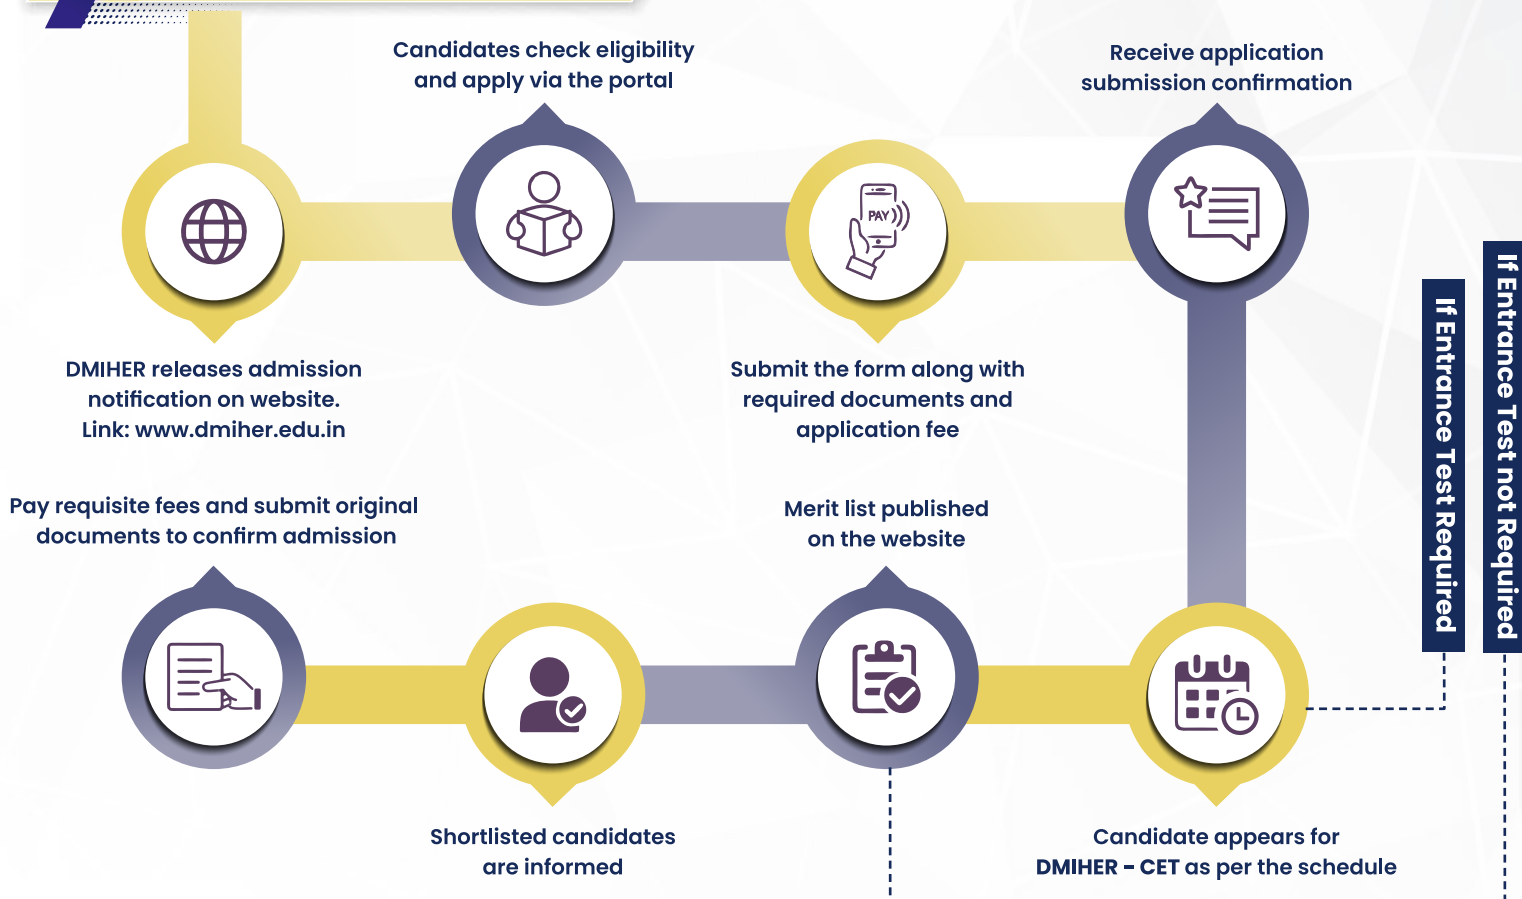 Candidates check eligibility
and apply via the portal
Receive application
submission confirmation
PAY
DMIHER releases admission
notification on website.
Link: www.dmiher.edu.in
Submit the form along with
required documents and
application fee
If Entrance Test Required
If Entrance Test not Required
Pay requisite fees and submit original
documents to confirm admission
Merit list published
on the website
Shortlisted candidates
are informed
Candidate appears for
DMIHER - CET as per the schedule